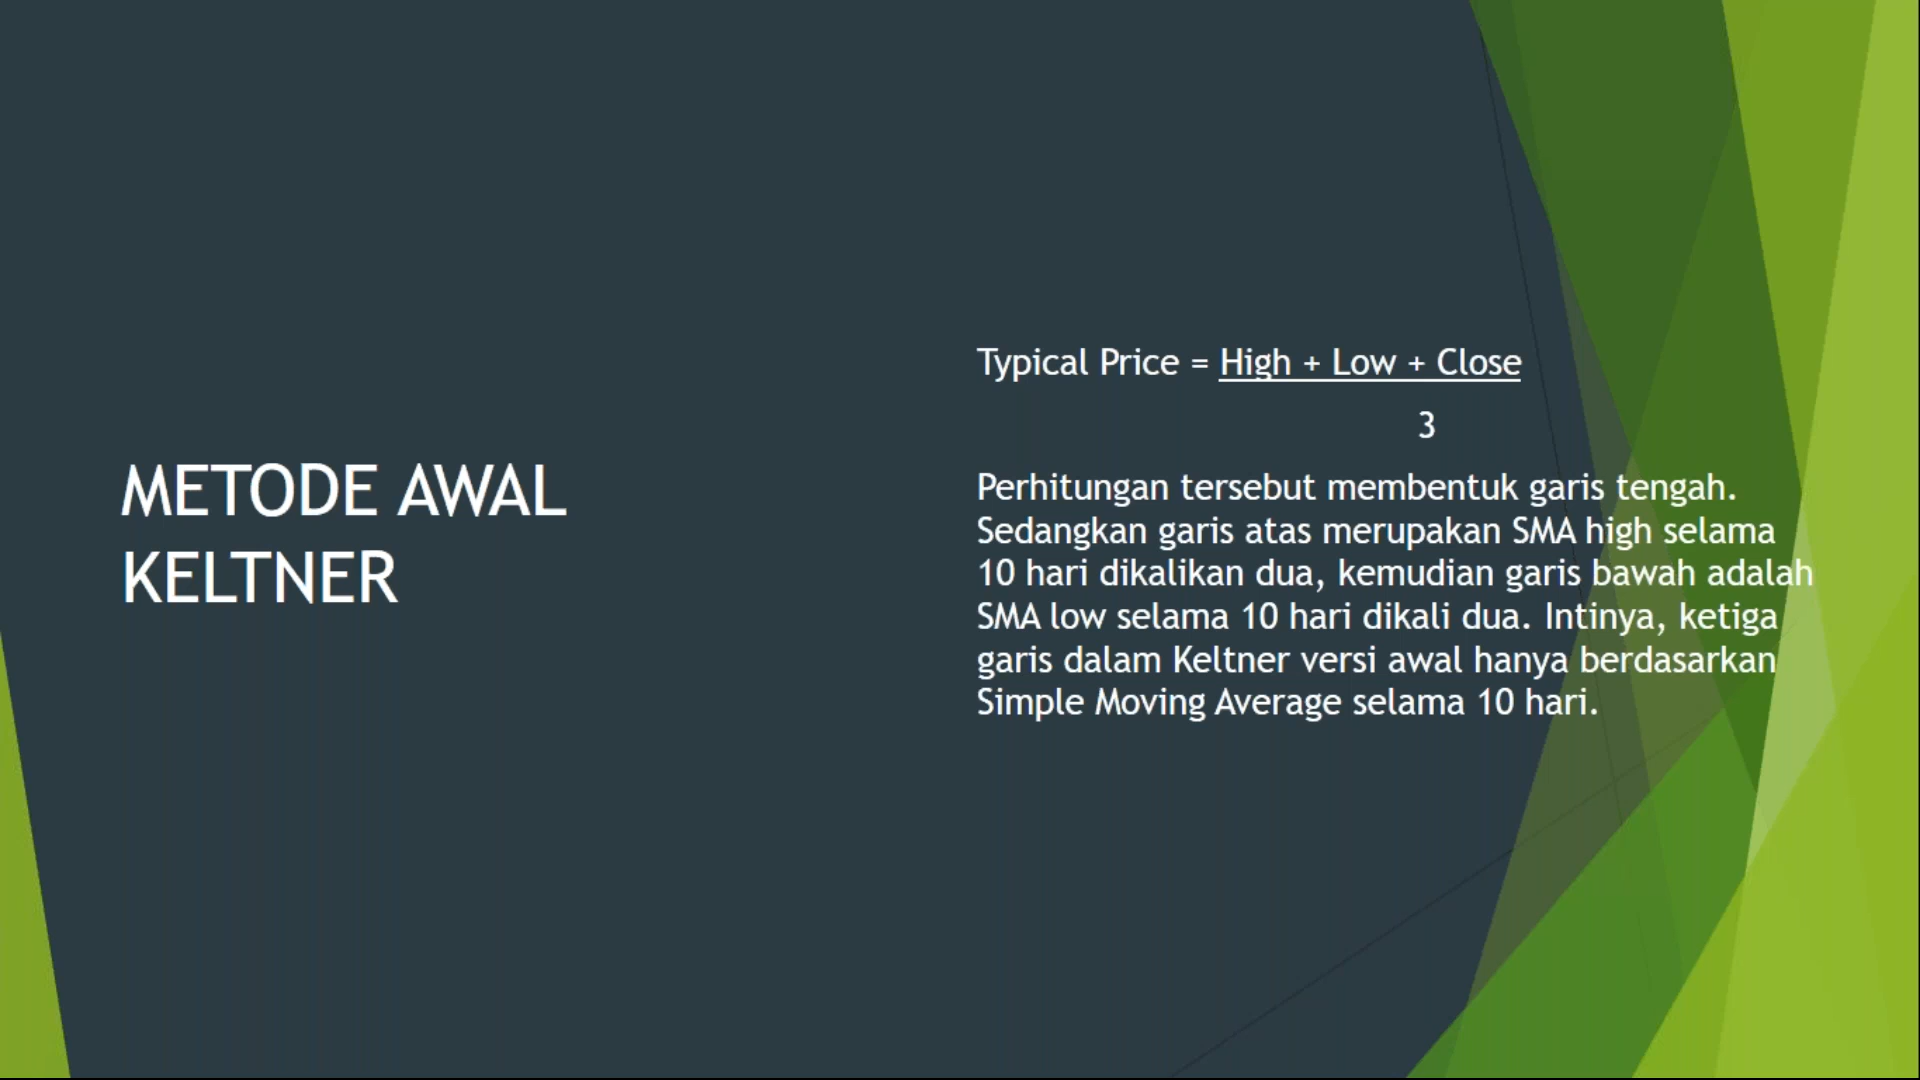 METODE AWAL
KELTNER
Typical Price = High + Low + Close
3
Perhitungan tersebut membentuk garis tengah.
Sedangkan garis atas merupakan SMA high selama
10 hari dikalikan dua, kemudian garis bawah adalah
SMA low selama 10 hari dikali dua. Intinya, ketiga
garis dalam Keltner versi awal hanya berdasarkan
Simple Moving Average selama 10 hari.